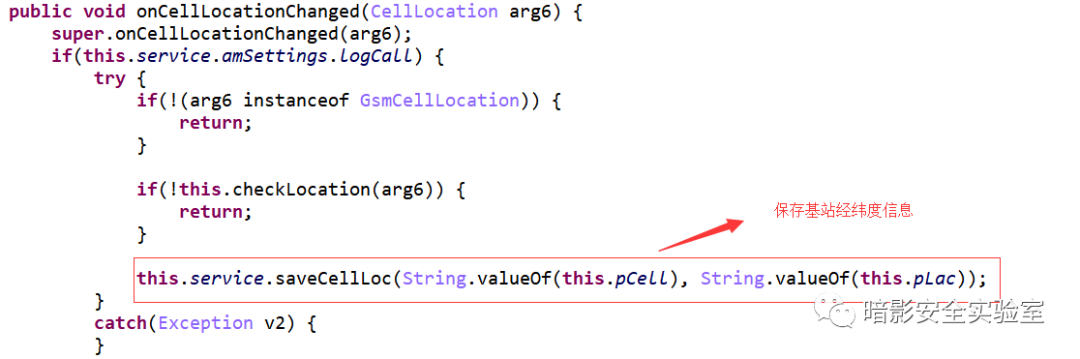 public void onCellLocationChanged(CellLocation arg6) {
super.onCellLocationChanged(arg6);
if(this.service.amSettings.logCall) {
try {
if(!(arg6 instanceof GsmCellLocation)) {
return;
}
if(!this.checkLocation(arg6)) {
return;
}
保存基站经纬度信息
this.service.saveCellLoc(String.valueOf(this.pCell), String.valueOf(this.pLac));
}
catch(Exception v2) {
}
暗影安全实验室